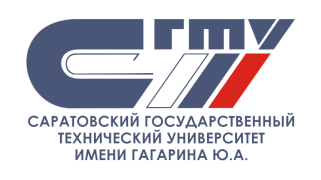 СГТУ
САРАТОВСКИЙ ГОСУДАРСТВЕННЫЙ
ТЕХНИЧЕСКИЙ УНИВЕРСИТЕТ
ИМЕНИ ГАГАРИНА Ю.А.